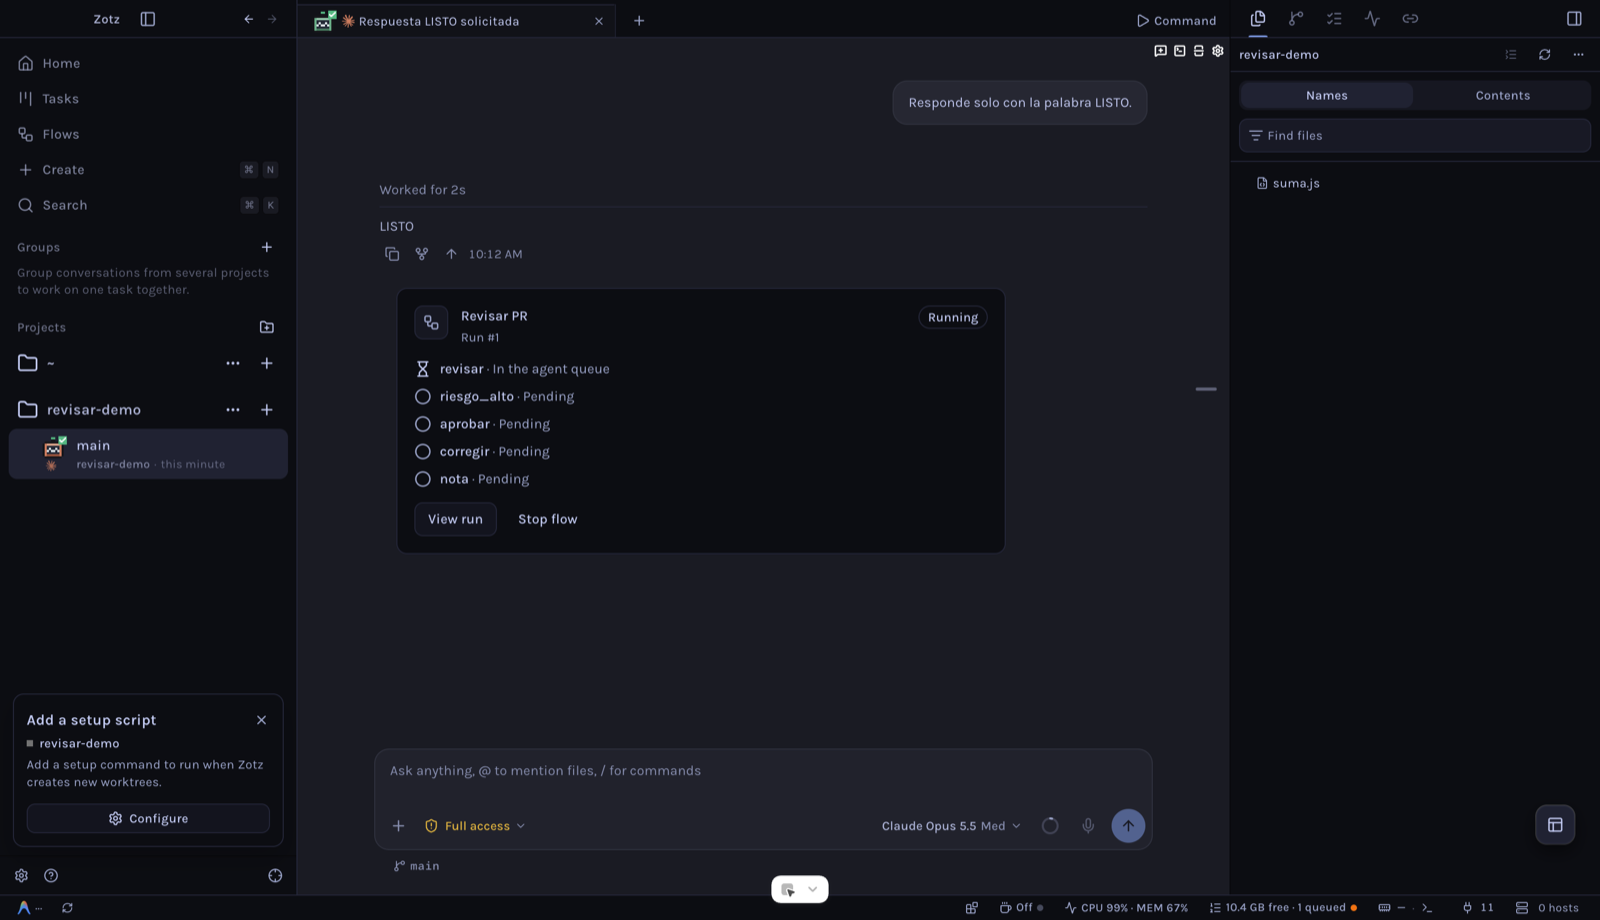 Zotz
Home
Tasks
Flows
Create ⌘ N
Search ⌘ K
Groups
Group conversations from several projects
to work on one task together.
Projects
~
revisar-demo
main
revisar-demo · this minute
Add a setup script
revisar-demo
Add a setup command to run when Zotz
creates new worktrees.
Configure
Respuesta LISTO solicitada
Command
Responde solo con la palabra LISTO.
Worked for 2s
LISTO
10:12 AM
Revisar PR
Running
Run #1
revisar · In the agent queue
riesgo_alto · Pending
aprobar · Pending
corregir · Pending
nota · Pending
View run
Stop flow
Ask anything, @ to mention files, / for commands
Full access
Claude Opus 5.5 Med
main
revisar-demo
Names
Contents
Find files
suma.js
Off
CPU 99% · MEM 67%
10.4 GB free · 1 queued
11
0 hosts